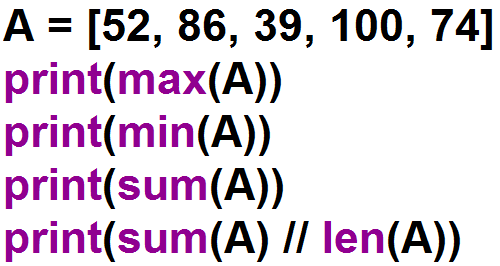 A = [52, 86, 39, 100, 74]
print(max(A))
print(min(A))
print(sum(A))
print(sum(A) // len(A))